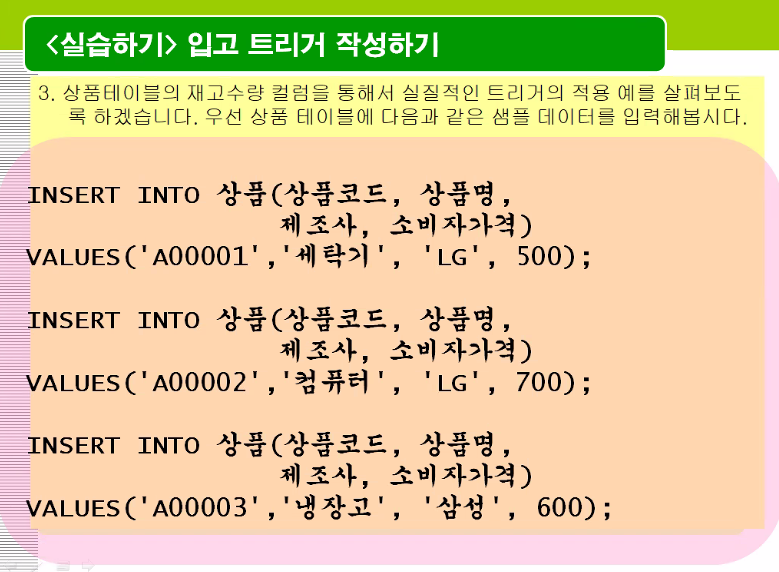 <실습하기> 입고 트리거 작성하기
3. 상품테이블의 재고수량 컬럼을 통해서 실질적인 트리거의 적용 예를 살펴보도
록 하겠습니다. 우선 상품 테이블에 다음과 같은 샘플 데이터를 입력해봅시다.
INSERT INTO 상품(상품코드, 상품명,
제조사, 소비자가격)
VALUES('A00001','세탁기', 'LG', 500);
INSERT INTO 상품(상품코드, 상품명,
제조사, 소비자가격)
VALUES('A00002','컴퓨터', 'LG', 700);
INSERT INTO 상품(상품코드, 상품명,
제조사, 소비자가격)
VALUES('A00003','냉장고', '삼성', 600);